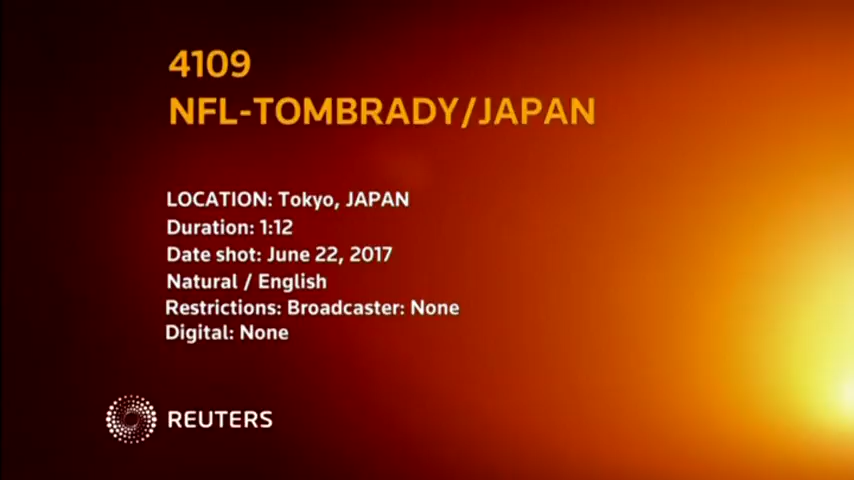 4109
NFL-TOMBRADY/JAPAN
LOCATION: Tokyo, JAPAN
Duration: 1:12
Date shot: June 22, 2017
Natural / English
Restrictions: Broadcaster: None
Digital: None
REUTERS